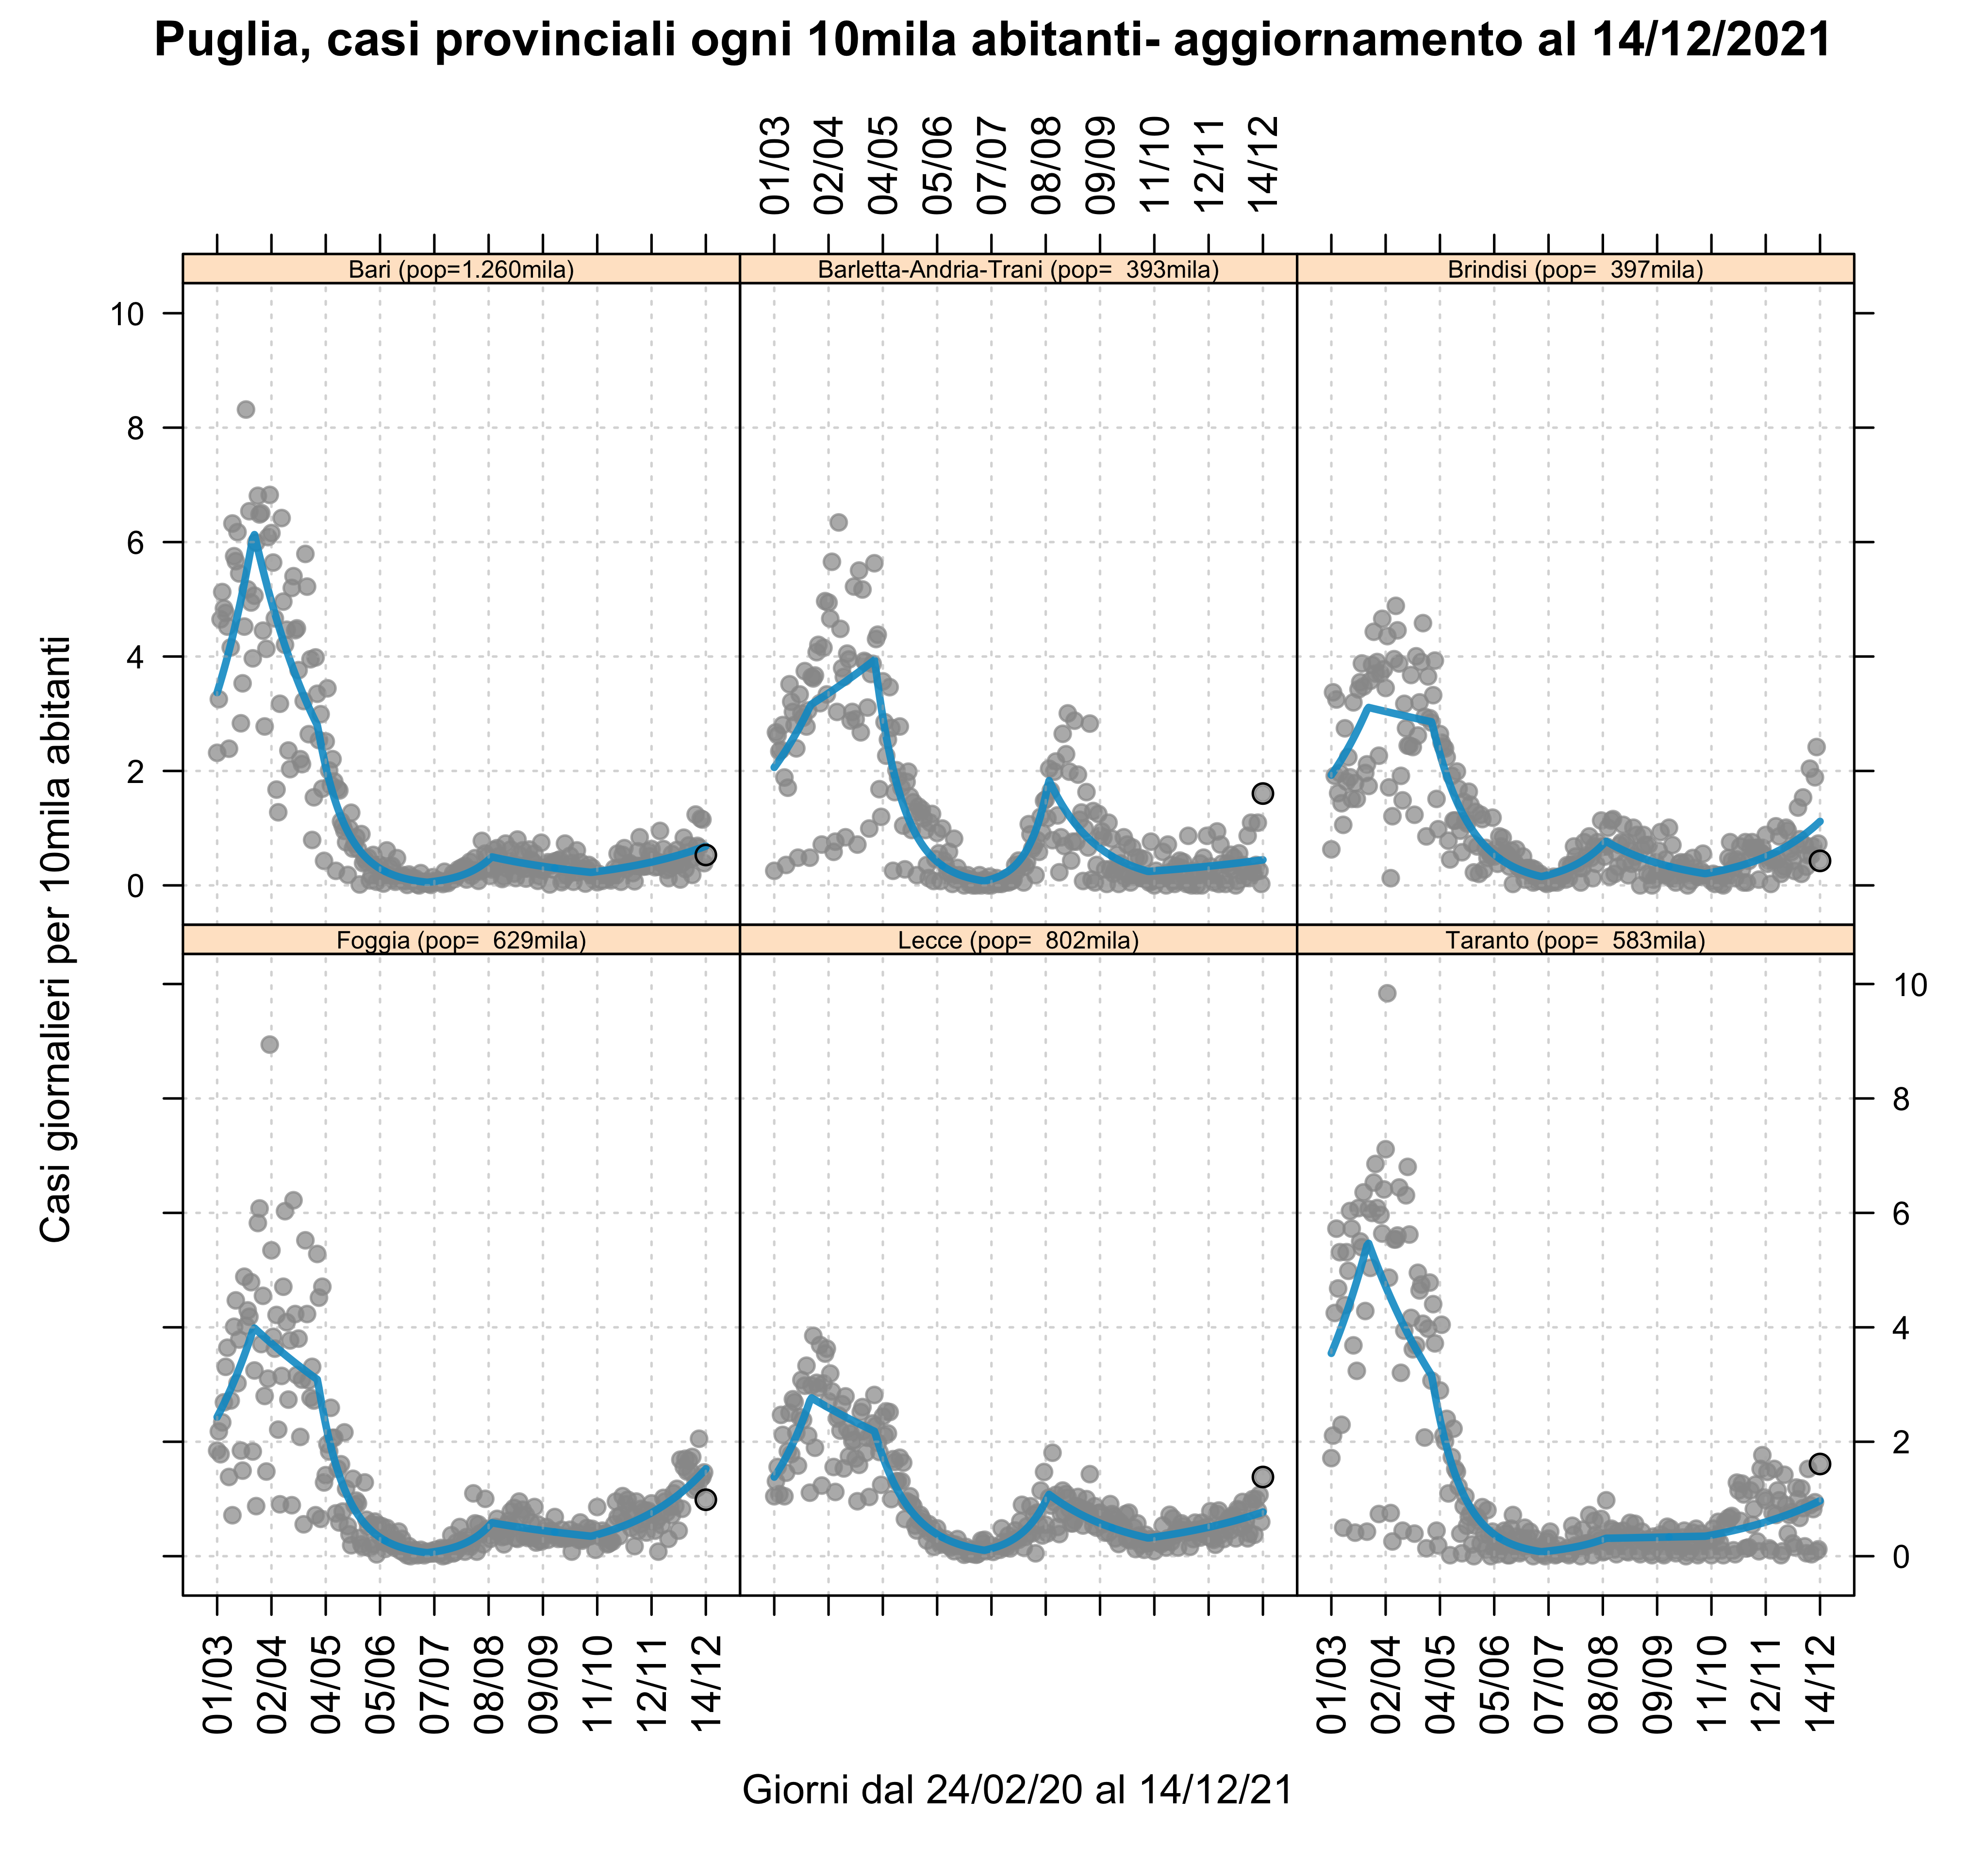 Puglia, casi provinciali ogni 10mila abitanti- aggiornamento al 14/12/2021
01/03 02/04 04/05 05/06 07/07 08/08 09/09 11/10 12/11 14/12
Bari (pop=1.260mila) Barletta-Andria-Trani (pop=  393mila) Brindisi (pop=  397mila)
10
8
6
4
2
0
Casi giornalieri per 10mila abitanti
Foggia (pop=  629mila) Lecce (pop=  802mila) Taranto (pop=  583mila)
10
8
6
4
2
0
01/03 02/04 04/05 05/06 07/07 08/08 09/09 11/10 12/11 14/12 01/03 02/04 04/05 05/06 07/07 08/08 09/09 11/10 12/11 14/12
Giorni dal 24/02/20 al 14/12/21